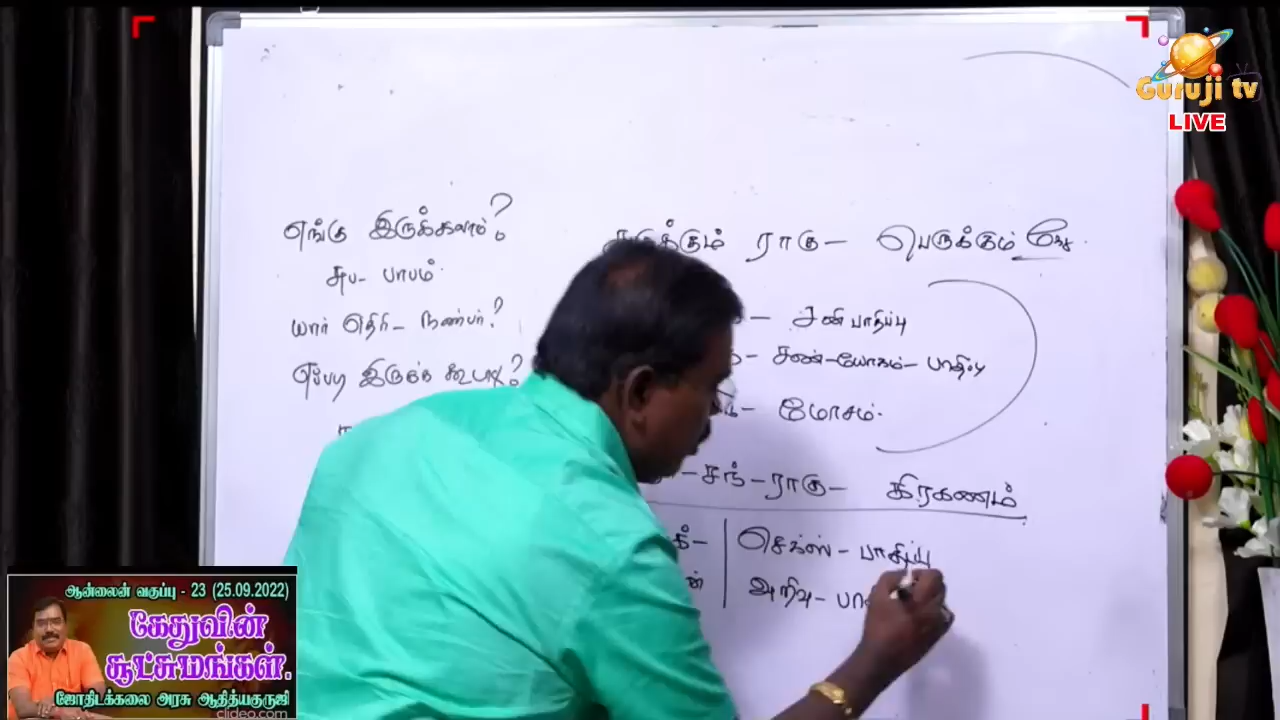 Guruji tv
LIVE
எங்கு இருக்கலாம்?
சுப- பாபம்
யார் எதிரி- நண்பர்?
எப்படி இருக்க கூடாது?
ராகு- பெருக்கும்
- சனி பாதிப்பு
- சண்-யோகம்- பாதிப்பு
- மோசம்.
-சந்-ராகு- கிரகணம்
செக்ஸ் - பாதிப்பு
அறிவு-
ஆன்லைன் வகுப்பு - 23 (25.09.2022)
கேதுவின்
சூட்சுமங்கள்.
ஜோதிடக்கலை அரசு ஆதித்யகுருஜி
clideo.com